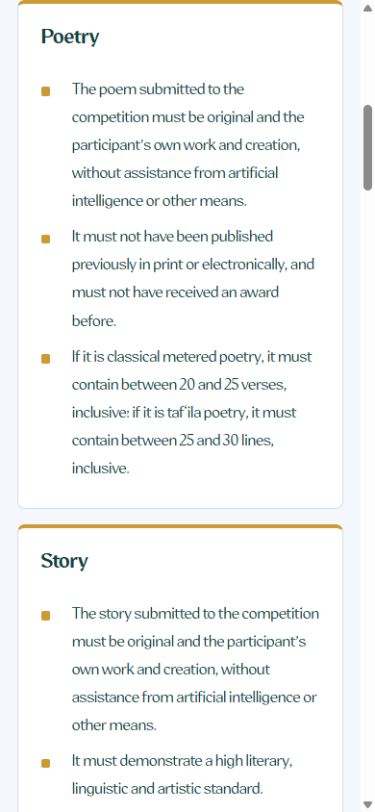 Poetry
The poem submitted to the
competition must be original and the
participant's own work and creation,
without assistance from artificial
intelligence or other means.
It must not have been published
previously in print or electronically, and
must not have received an award
before.
If it is classical metered poetry, it must
contain between 20 and 25 verses,
inclusive: if it is taf'ila poetry, it must
contain between 25 and 30 lines,
inclusive.
Story
The story submitted to the competition
must be original and the participant's
own work and creation, without
assistance from artificial intelligence or
other means.
It must demonstrate a high literary,
linguistic and artistic standard.